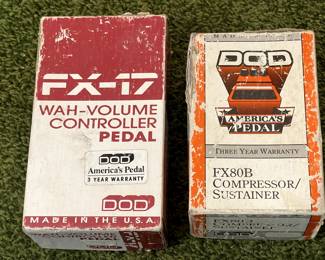 FX-17
WAH-VOLUME
CONTROLLER
PEDAL
DOD
America's Pedal
3 YEAR WARRANTY
DOD
MADE IN THE U.S.A.
DOD
AMERICA'S
PEDAL
THREE YEAR WARRANTY
FX80B
COMPRESSOR/
SUSTAINER